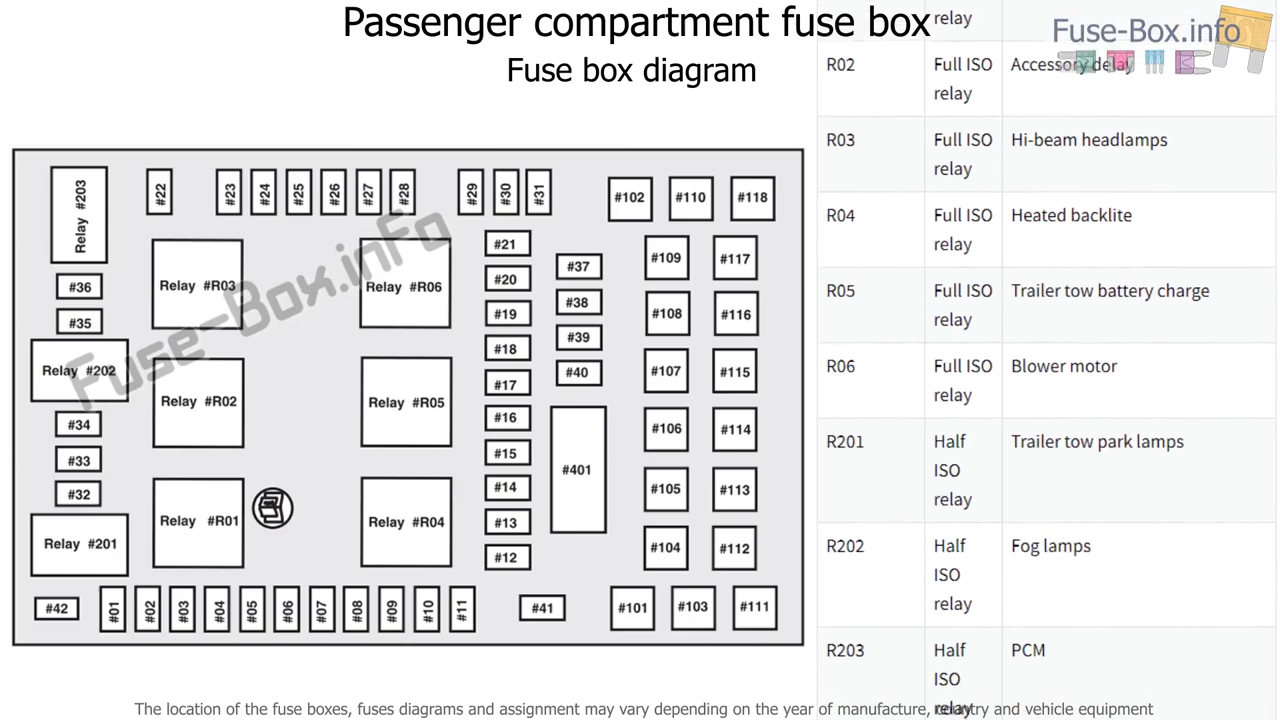 Passenger compartment fuse box
Fuse box diagram
Relay #203
#22
#23
#24
#25
#26
#27
#28
#29
#30
#31
#102
#110
#118
#36
#35
Relay #R03
Relay #R06
#21
#20
#19
#18
#17
#16
#15
#14
#13
#12
#37
#38
#39
#40
#109
#117
#108
#116
#107
#115
#106
#114
#105
#113
#104
#112
Relay #202
Relay #R02
Relay #R05
#34
#33
#32
#401
Relay #R01
Relay #R04
Relay #201
#42
#01
#02
#03
#04
#05
#06
#07
#08
#09
#10
#11
#41
#101
#103
#111
Fuse-Box.info
relay
Fuse-Box.info
R02 Full ISO Accessory delay
relay
R03 Full ISO Hi-beam headlamps
relay
R04 Full ISO Heated backlite
relay
R05 Full ISO Trailer tow battery charge
relay
R06 Full ISO Blower motor
relay
R201 Half Trailer tow park lamps
ISO
relay
R202 Half Fog lamps
ISO
relay
R203 Half PCM
ISO
relay
The location of the fuse boxes, fuses diagrams and assignment may vary depending on the year of manufacture, country and vehicle equipment